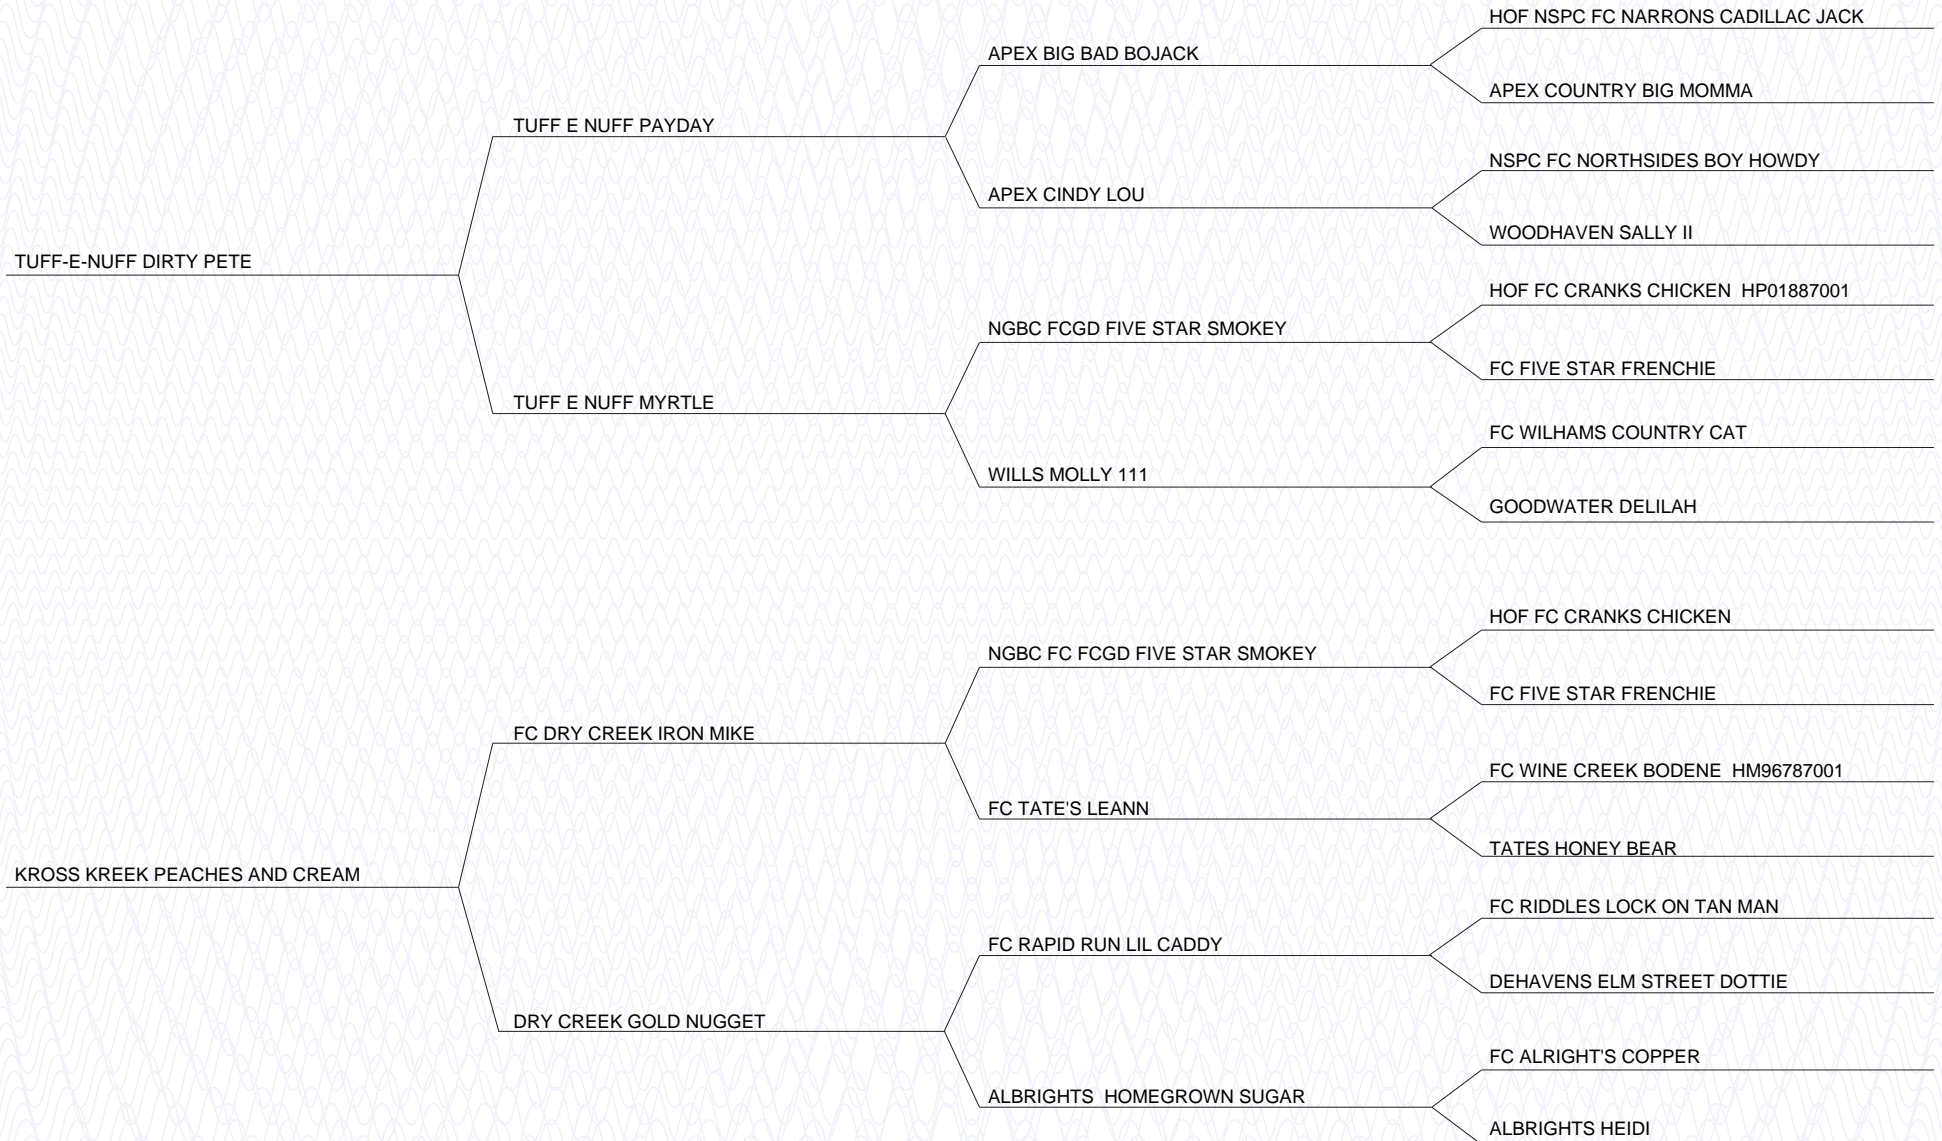 HOF NSPC FC NARRONS CADILLAC JACK
APEX BIG BAD BOJACK
APEX COUNTRY BIG MOMMA
TUFF E NUFF PAYDAY
NSPC FC NORTHSIDES BOY HOWDY
APEX CINDY LOU
WOODHAVEN SALLY II
TUFF-E-NUFF DIRTY PETE
HOF FC CRANKS CHICKEN  HP01887001
NGBC FCGD FIVE STAR SMOKEY
FC FIVE STAR FRENCHIE
TUFF E NUFF MYRTLE
FC WILHAMS COUNTRY CAT
WILLS MOLLY 111
GOODWATER DELILAH
HOF FC CRANKS CHICKEN
NGBC FC FCGD FIVE STAR SMOKEY
FC FIVE STAR FRENCHIE
FC DRY CREEK IRON MIKE
FC WINE CREEK BODENE  HM96787001
FC TATE'S LEANN
TATES HONEY BEAR
KROSS KREEK PEACHES AND CREAM
FC RIDDLES LOCK ON TAN MAN
FC RAPID RUN LIL CADDY
DEHAVENS ELM STREET DOTTIE
DRY CREEK GOLD NUGGET
FC ALRIGHT'S COPPER
ALBRIGHTS  HOMEGROWN SUGAR
ALBRIGHTS HEIDI